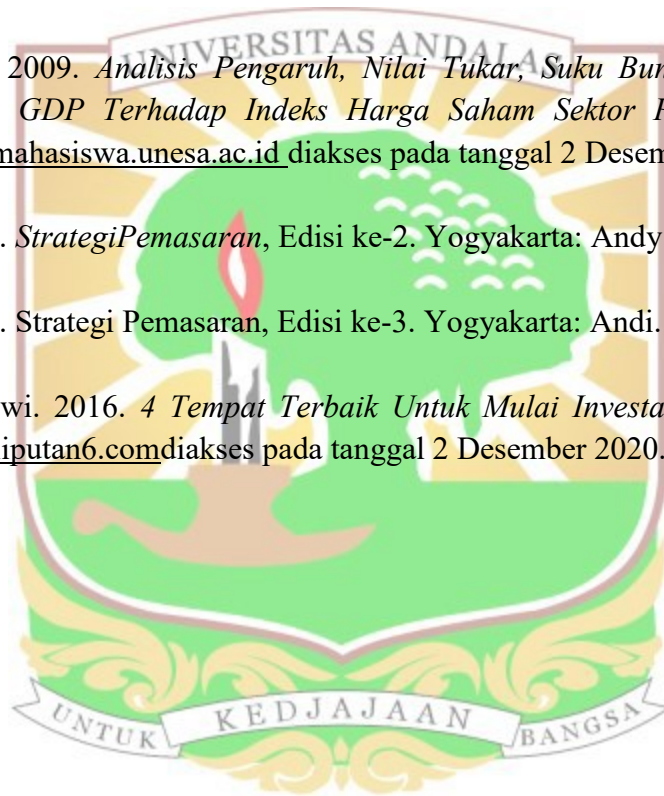 UNIVERSITAS ANDALAS
2009. Analisis Pengaruh, Nilai Tukar, Suku Bun
GDP Terhadap Indeks Harga Saham Sektor P
mahasiswa.unesa.ac.id diakses pada tanggal 2 Desem
. StrategiPemasaran, Edisi ke-2. Yogyakarta: Andy
. Strategi Pemasaran, Edisi ke-3. Yogyakarta: Andi.
wi. 2016. 4 Tempat Terbaik Untuk Mulai Investa
liputan6.comdiakses pada tanggal 2 Desember 2020.
UNTUK KEDJAJAAN BANGSA